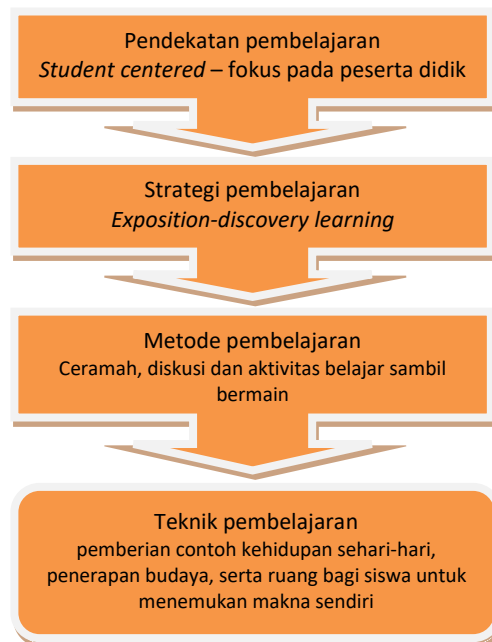 Pendekatan pembelajaran
Student centered – fokus pada peserta didik
Strategi pembelajaran
Exposition-discovery learning
Metode pembelajaran
Ceramah, diskusi dan aktivitas belajar sambil
bermain
Teknik pembelajaran
pemberian contoh kehidupan sehari-hari,
penerapan budaya, serta ruang bagi siswa untuk
menemukan makna sendiri